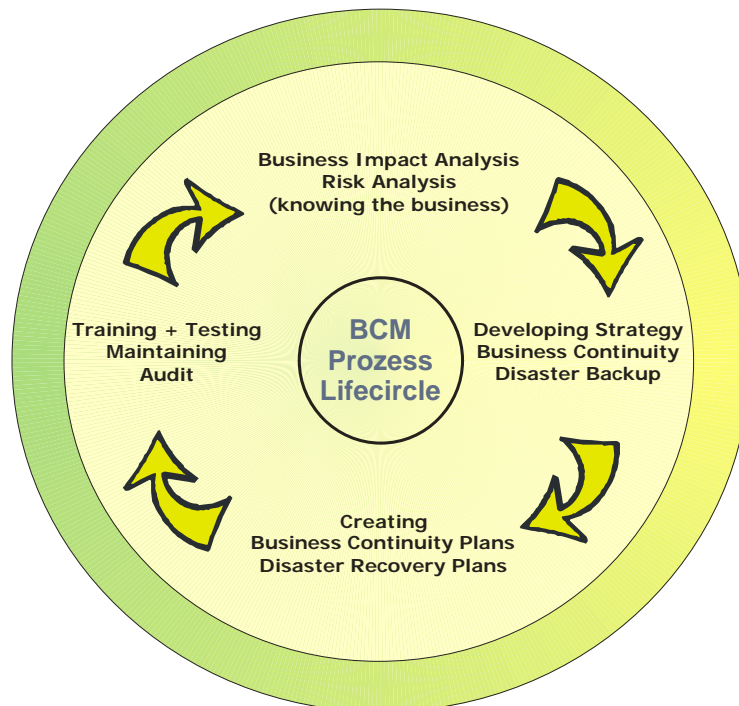 Business Impact Analysis
Risk Analysis
(knowing the business)
Training + Testing
Maintaining
Audit
BCM
Prozess
Lifecircle
Developing Strategy
Business Continuity
Disaster Backup
Creating
Business Continuity Plans
Disaster Recovery Plans